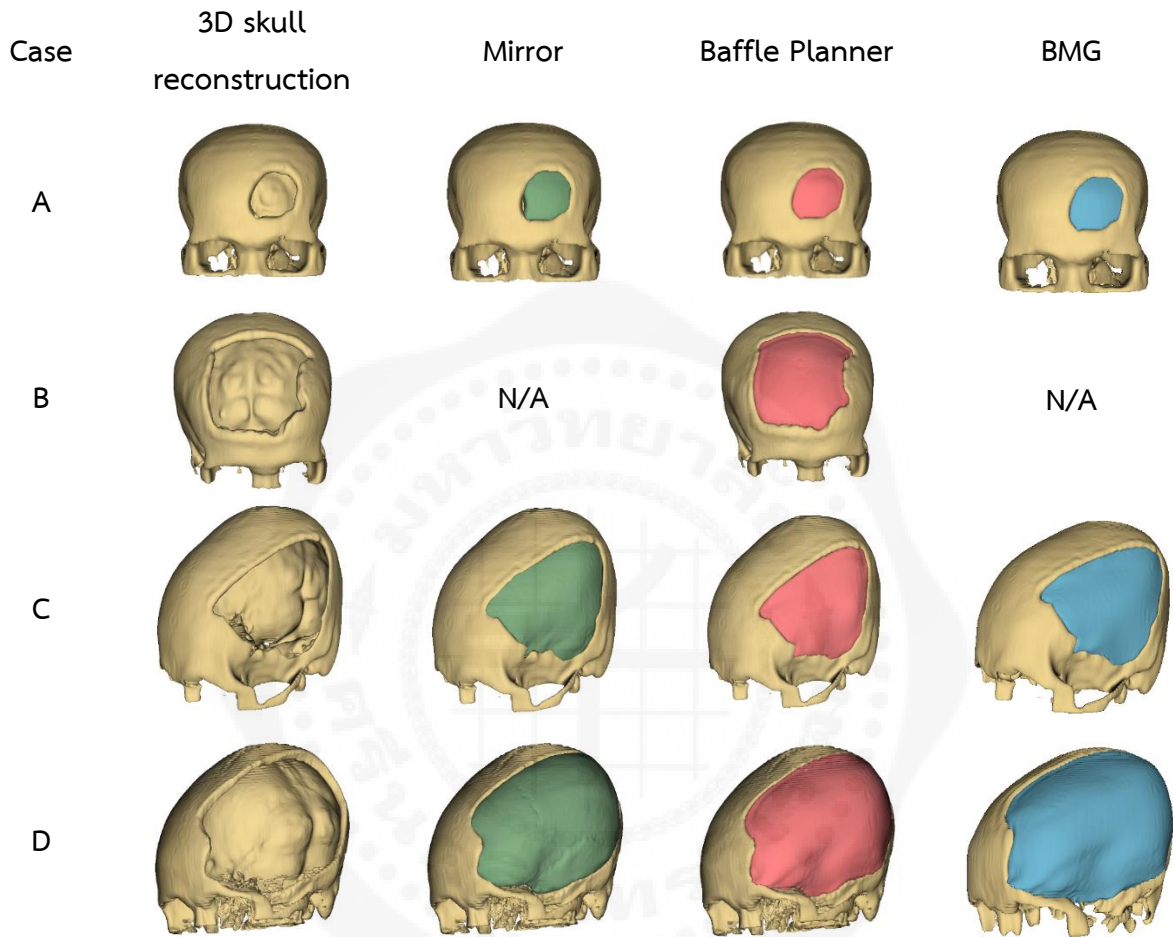 Case
3D skull
reconstruction
Mirror
Baffle Planner
BMG
A
B
N/A
N/A
C
D